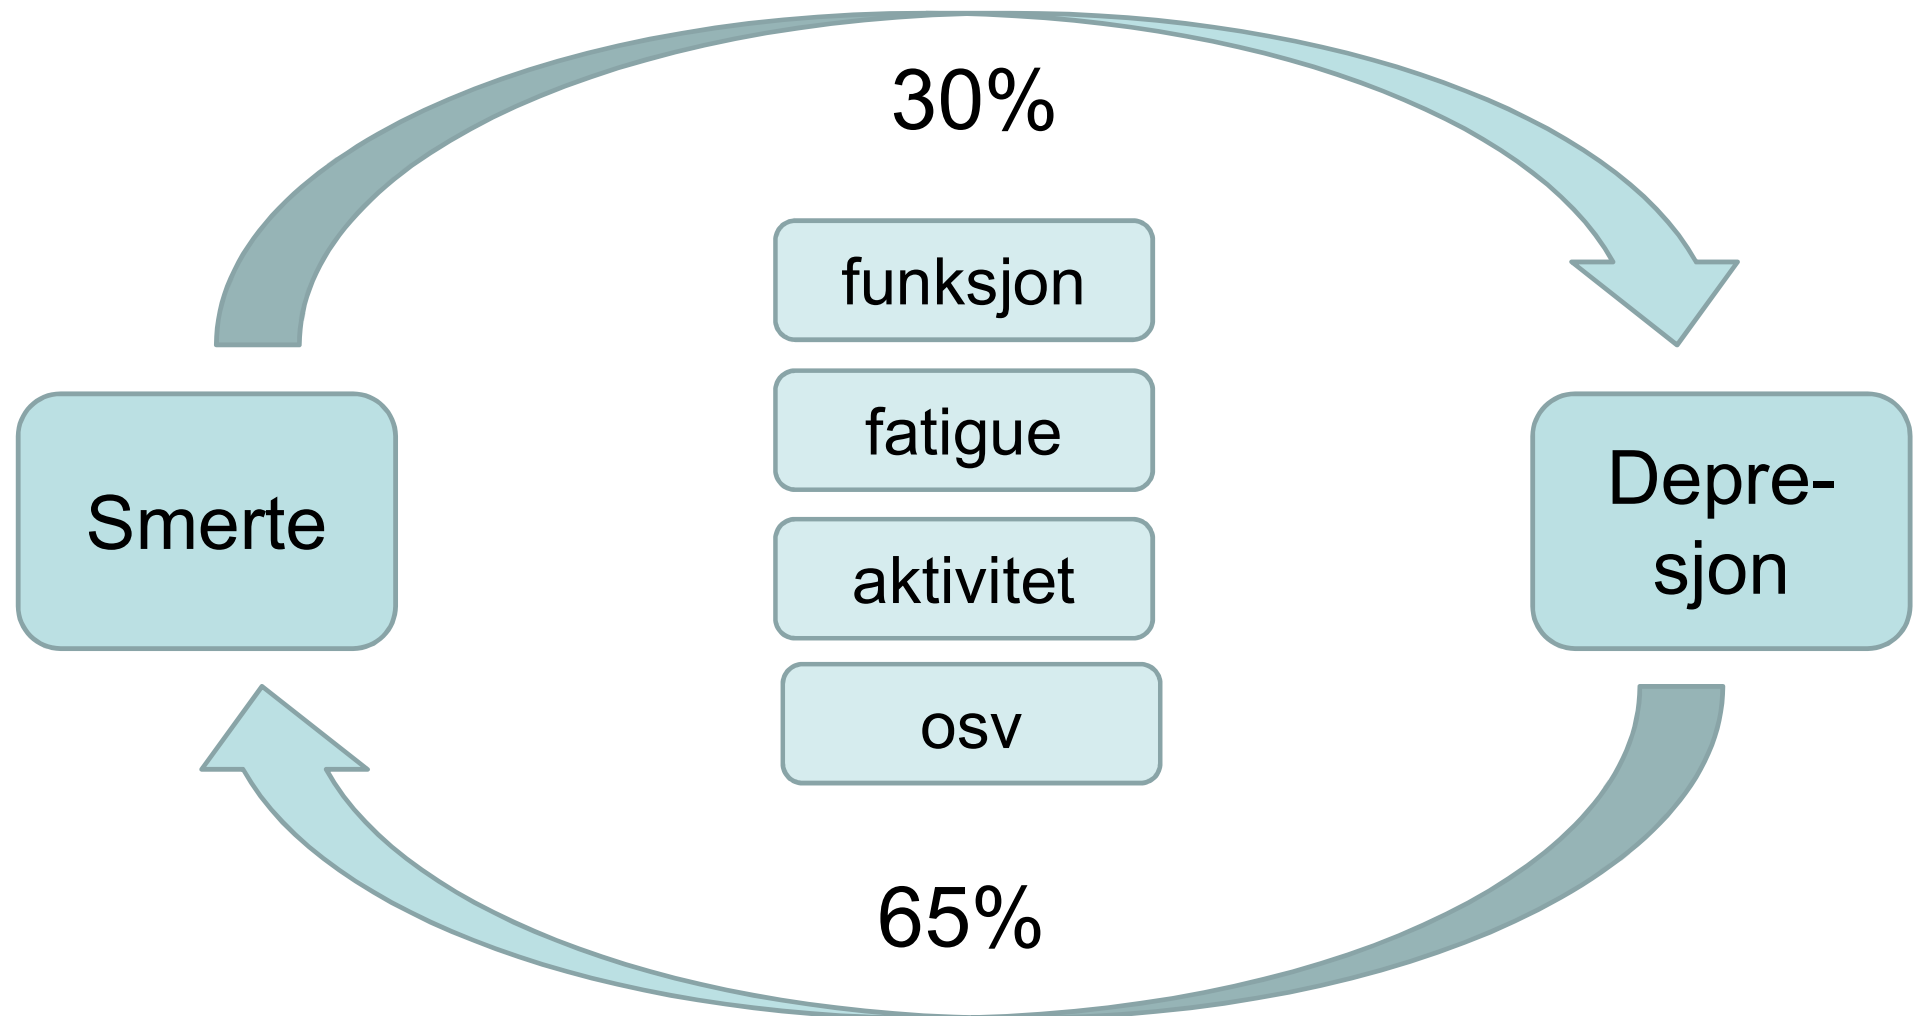 30%
funksjon
fatigue
Smerte
Depre-
sjon
aktivitet
osv
65%